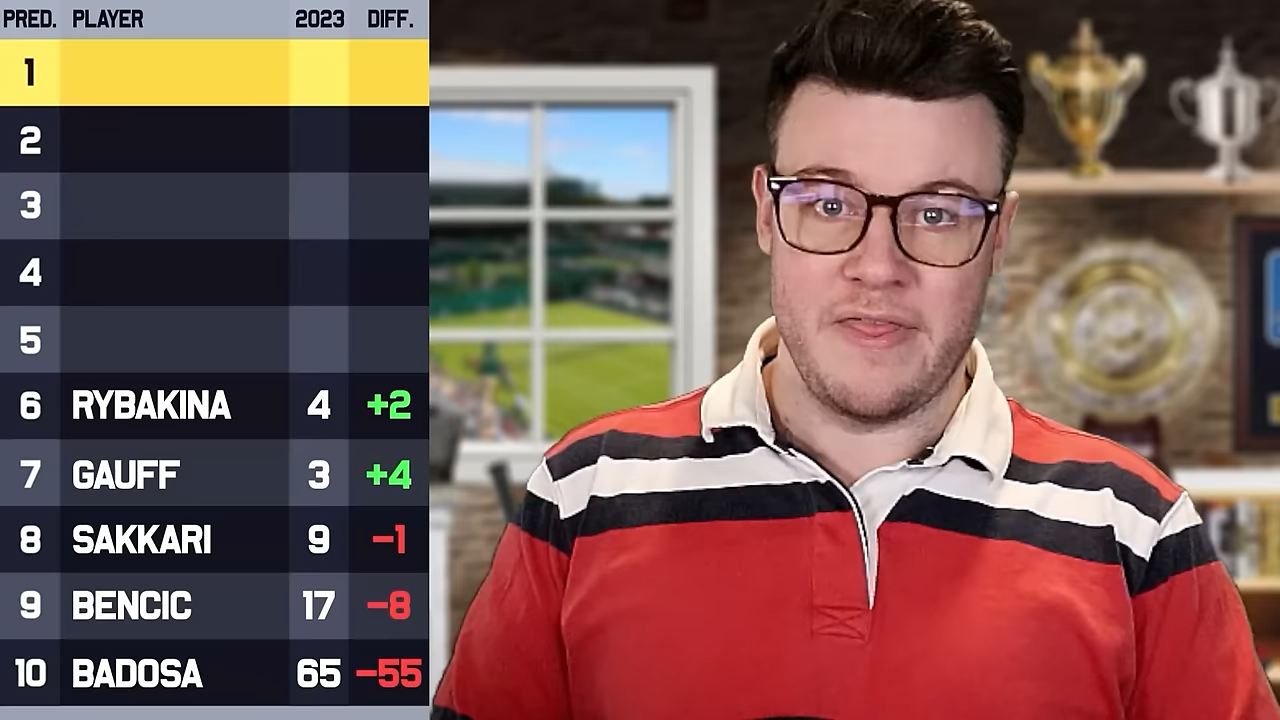 PRED. PLAYER 2023 DIFF.
1
2
3
4
5
6 RYBAKINA 4 +2
7 GAUFF 3 +4
8 SAKKARI 9 -1
9 BENCIC 17 -8
10 BADOSA 65 -55